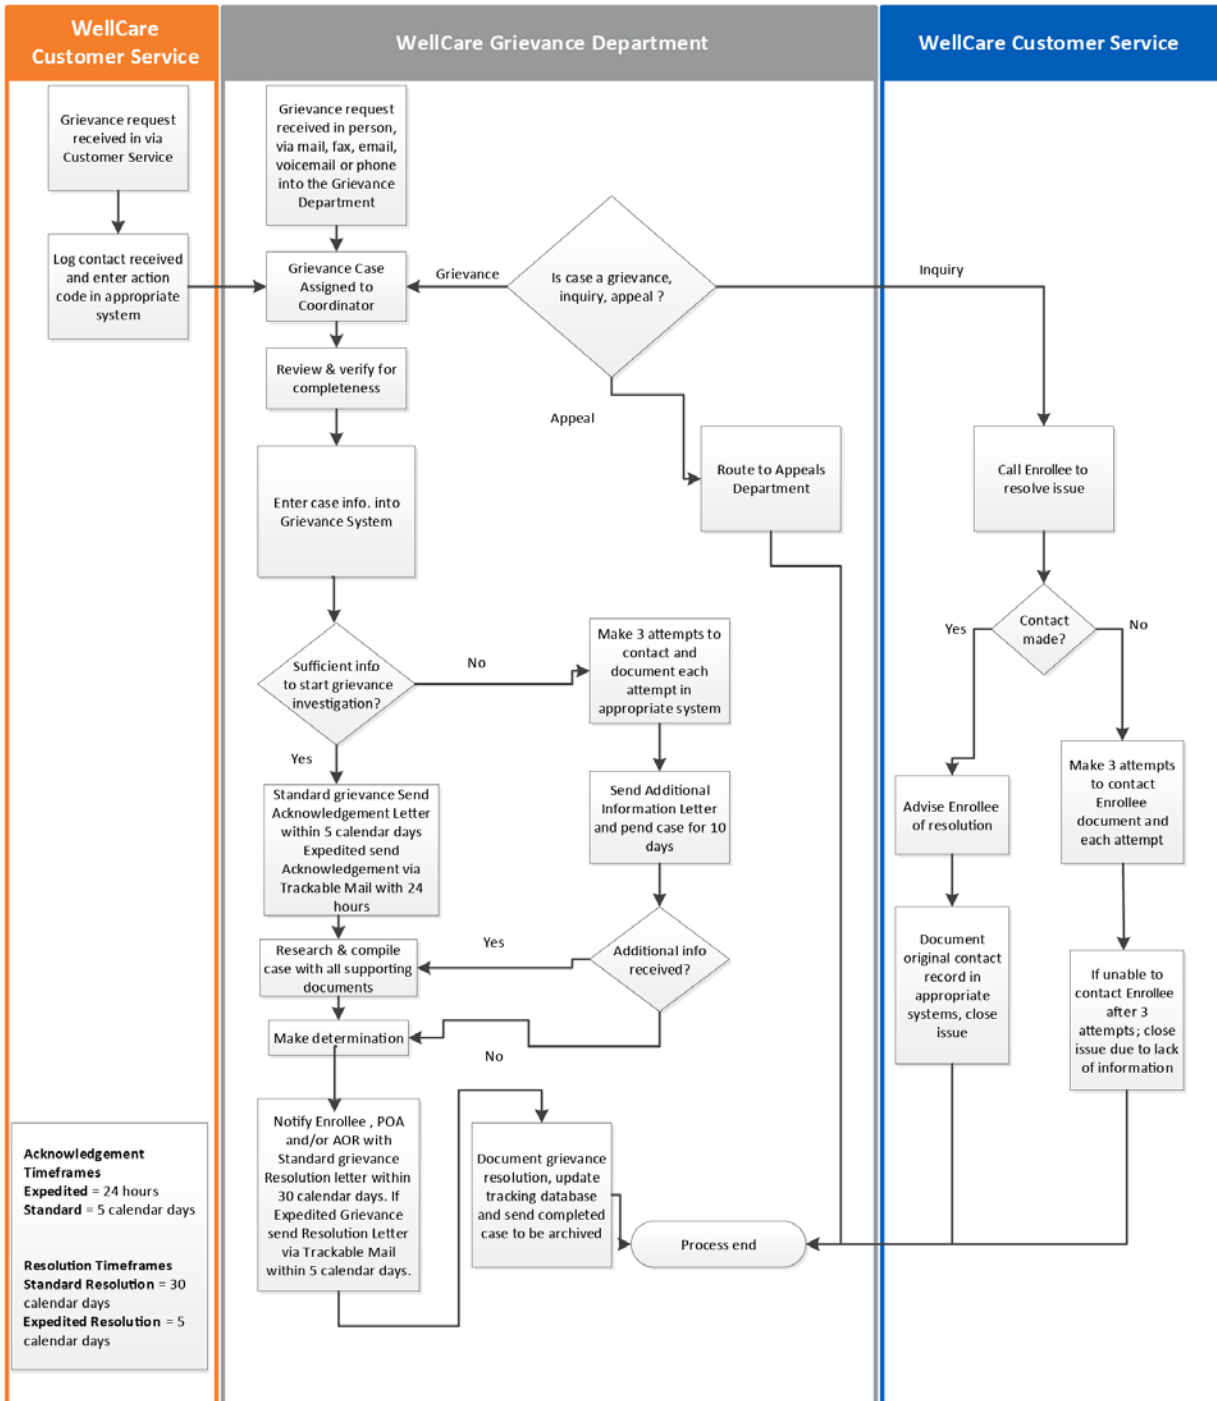 WellCare
Customer Service
WellCare Grievance Department
WellCare Customer Service
Grievance request
received in via
Customer Service
Log contact received
and enter action
code in appropriate
system
Grievance request
received in person,
via mail, fax, email,
voicemail or phone
into the Grievance
Department
Grievance Case
Assigned to
Coordinator
Grievance
Is case a grievance,
inquiry, appeal ?
Inquiry
Review & verify for
completeness
Appeal
Enter case info. into
Grievance System
Route to Appeals
Department
Call Enrollee to
resolve issue
Sufficient info
to start grievance
investigation?
No
Make 3 attempts to
contact and
document each
attempt in
appropriate system
Yes
Contact
made?
No
Yes
Standard grievance Send
Acknowledgement Letter
within 5 calendar days
Expedited send
Acknowledgement via
Trackable Mail with 24
hours
Send Additional
Information Letter
and pend case for 10
days
Advise Enrollee
of resolution
Make 3 attempts
to contact
Enrollee
document and
each attempt
Research & compile
case with all supporting
documents
Yes
Additional info
received?
Document
original contact
record in
appropriate
systems, close
issue
If unable to
contact Enrollee
after 3
attempts; close
issue due to lack
of information
Make determination
No
Notify Enrollee , POA
and/or AOR with
Standard grievance
Resolution letter within
30 calendar days. If
Expedited Grievance
send Resolution Letter
via Trackable Mail
within 5 calendar days.
Document grievance
resolution, update
tracking database
and send completed
case to be archived
Process end
Acknowledgement
Timeframes
Expedited = 24 hours
Standard = 5 calendar days
Resolution Timeframes
Standard Resolution = 30
calendar days
Expedited Resolution = 5
calendar days